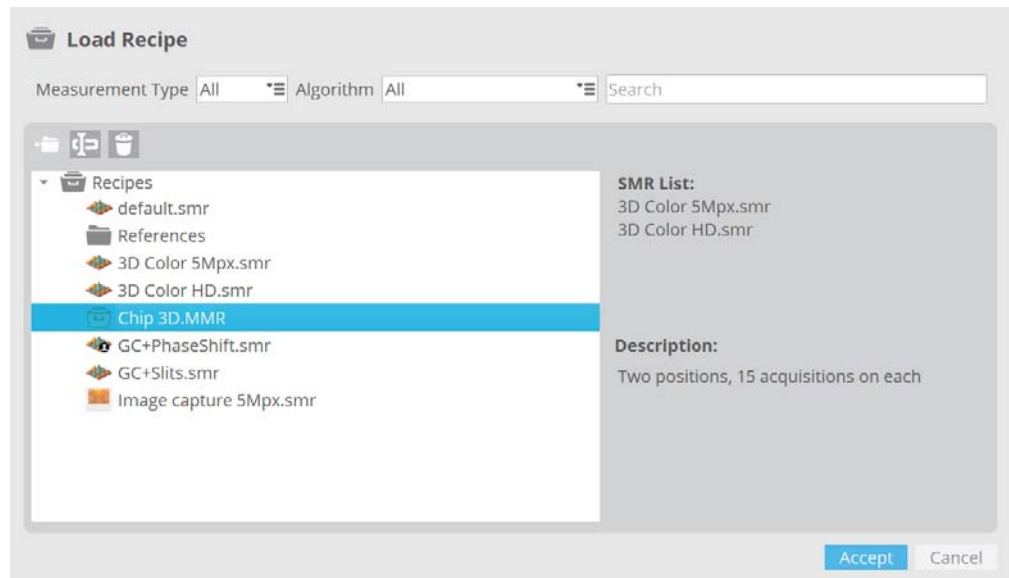 Load Recipe
Measurement Type All Algorithm All Search
Recipes
default.smr
References
3D Color 5Mpx.smr
3D Color HD.smr
Chip 3D.MMR
GC+PhaseShift.smr
GC+Slits.smr
Image capture 5Mpx.smr
SMR List:
3D Color 5Mpx.smr
3D Color HD.smr
Description:
Two positions, 15 acquisitions on each
Accept Cancel